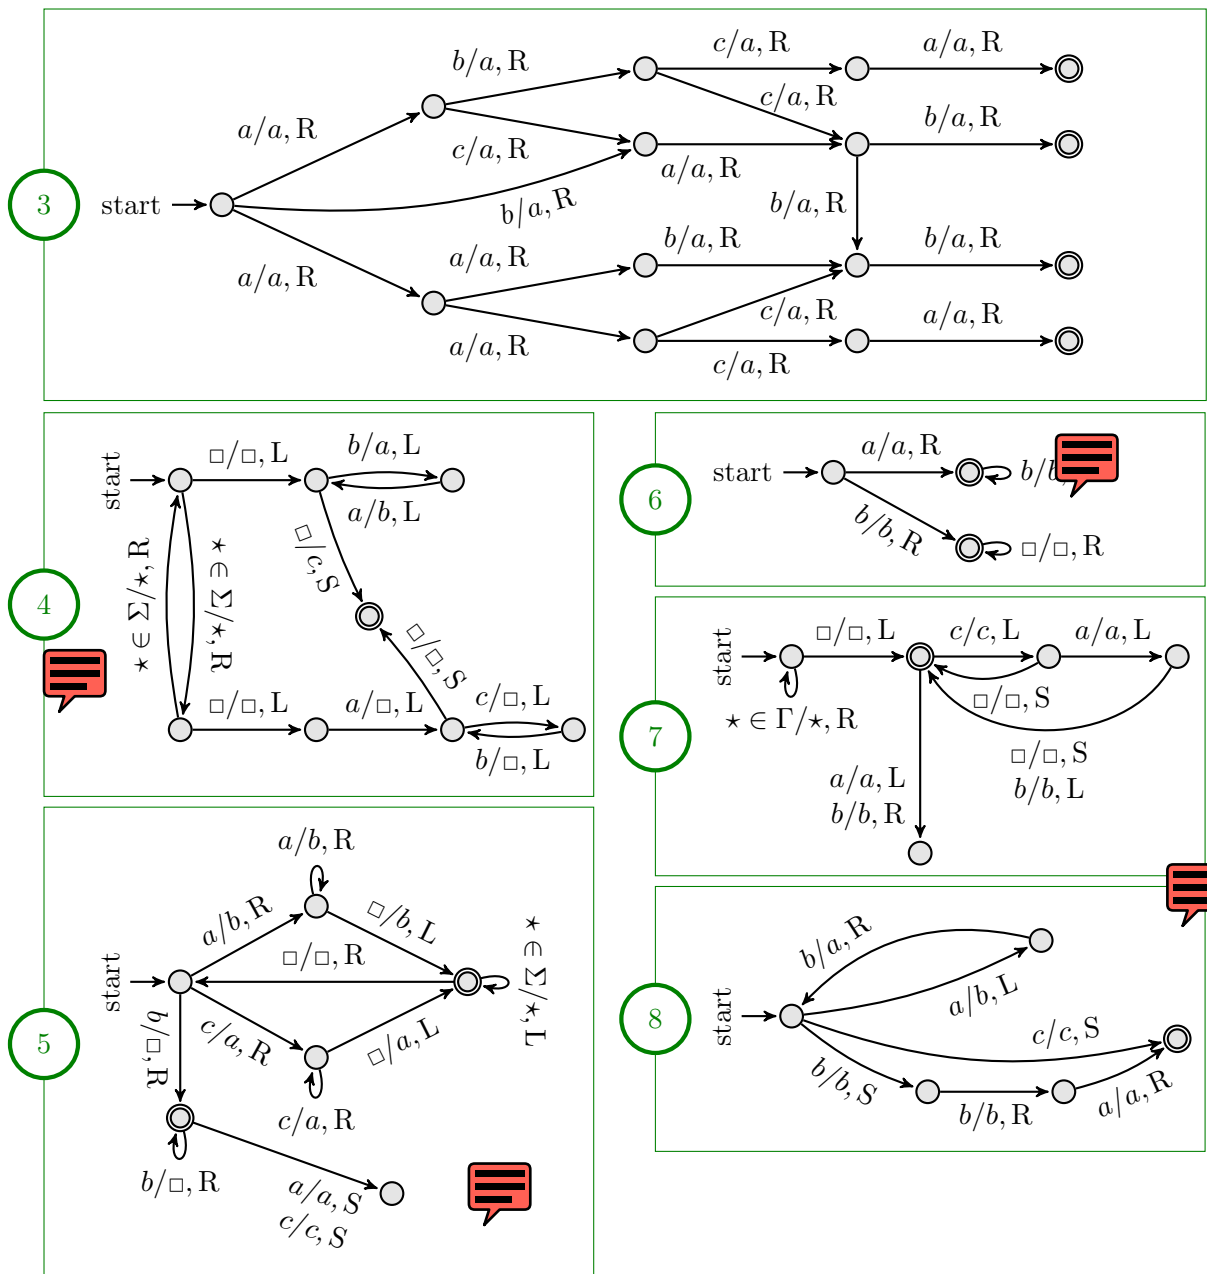 c/a, R
a/a, R
b/a, R
c/a, R
b/a, R
a/a, R
c/a, R
a/a, R
3
start
b/a, R
b/a, R
b/a, R
a/a, R
b/a, R
a/a, R
c/a, R
a/a, R
a/a, R
c/a, R
4
start
□/□, L
b/a, L
a/b, L
⋆ ∈ Σ/⋆, R
⋆ ∈ Σ/⋆, R
□/c, S
□/□, S
□/□, L
a/□, L
c/□, L
b/□, L
6
start
a/a, R
b/b,
b/b, R
□/□, R
7
start
□/□, L
c/c, L
a/a, L
⋆ ∈ Γ/⋆, R
□/□, S
□/□, S
b/b, L
a/a, L
b/b, R
5
start
a/b, R
a/b, R
□/b, L
□/□, R
⋆ ∈ Σ/⋆, L
b/□, R
c/a, R
□/a, L
c/a, R
b/□, R
a/a, S
c/c, S
8
start
b/a, R
a/b, L
c/c, S
b/b, S
b/b, R
a/a, R